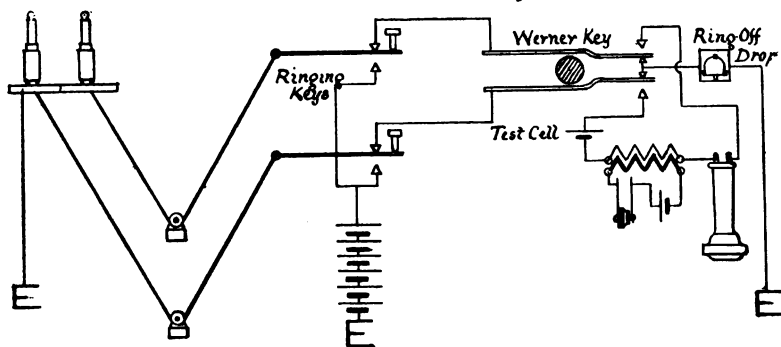 Werner Key
Ring-Off
Drop
Ringing
Keys
Test Cell
E
E
E